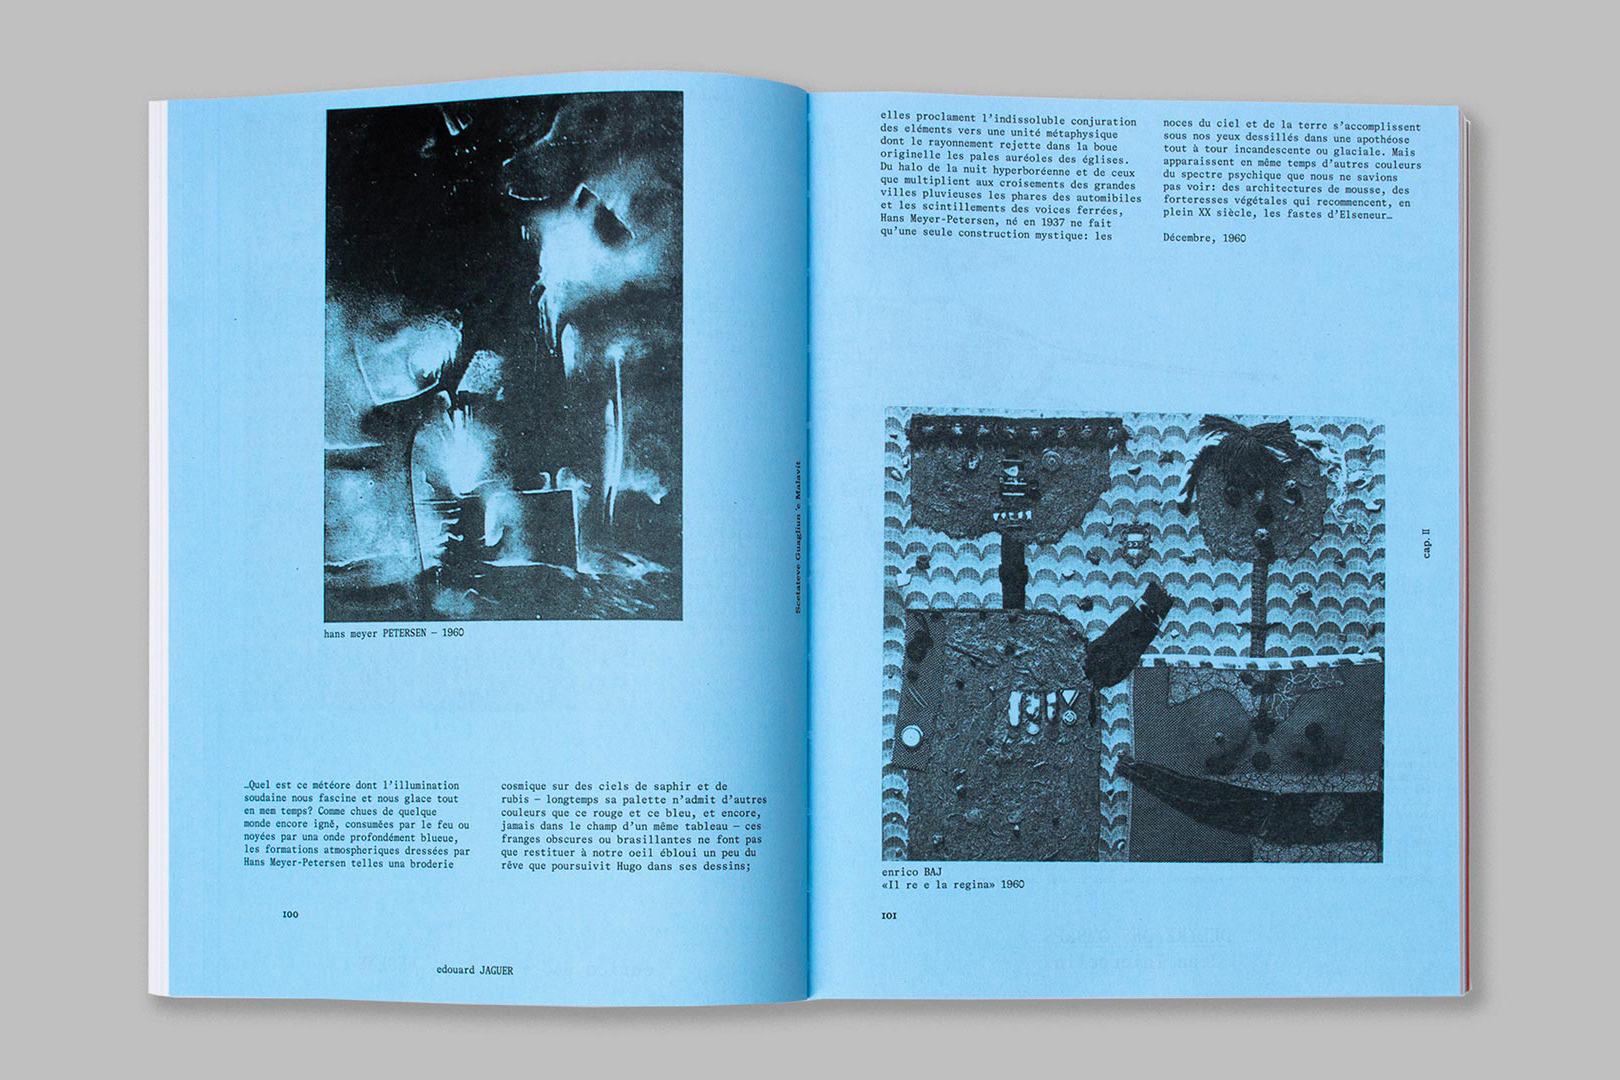 hans meyer PETERSEN – 1960
…Quel est ce météore dont l'illumination
soudaine nous fascine et nous glace tout
en mem temps? Comme chues de quelque
monde encore igné, consumées par le feu ou
noyées par una onde profondément blueue,
les formations atmospheriques dressées par
Hans Meyer-Petersen telles una broderie
cosmique sur des ciels de saphir et de
rubis – longtemps sa palette n'admit d'autres
couleurs que ce rouge et ce bleu, et encore,
jamais dans le champ d'un même tableau – ces
franges obscures ou brasillantes ne font pas
que restituer à notre oeil ébloui un peu du
rêve que poursuivit Hugo dans ses dessins;
100
edouard JAGUER
Scetateve Guagliun 'e Malavit
elles proclament l'indissoluble conjuration
des eléments vers une unité métaphysique
dont le rayonnement rejette dans la boue
originelle les pales auréoles des églises.
Du halo de la nuit hyperboréenne et de ceux
que multiplient aux croisements des grandes
villes pluvieuses les phares des automibiles
et les scintillements des voices ferrées,
Hans Meyer-Petersen, né en 1937 ne fait
qu'une seule construction mystique: les
noces du ciel et de la terre s'accomplissent
sous nos yeux dessillés dans une apothéose
tout à tour incandescente ou glaciale. Mais
apparaissent en même temps d'autres couleurs
du spectre psychique que nous ne savions
pas voir: des architectures de mousse, des
forteresses végétales qui recommencent, en
plein XX siècle, les fastes d'Elseneur…
Décembre, 1960
cap. II
enrico BAJ
«Il re e la regina» 1960
101